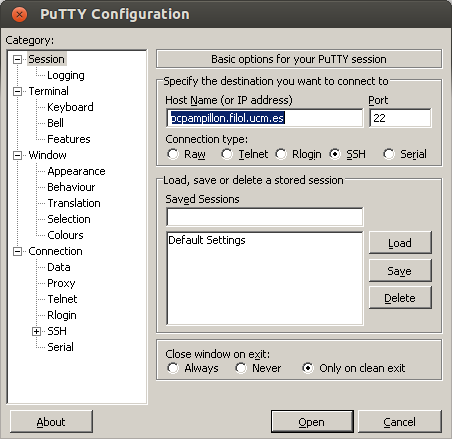 PuTTY Configuration
Category:
Session
Logging
Terminal
Keyboard
Bell
Features
Window
Appearance
Behaviour
Translation
Selection
Colours
Connection
Data
Proxy
Telnet
Rlogin
SSH
Serial
Basic options for your PuTTY session
Specify the destination you want to connect to
Host Name (or IP address) Port
pcpampillon.filol.ucm.es 22
Connection type:
Raw Telnet Rlogin SSH Serial
Load, save or delete a stored session
Saved Sessions
Default Settings
Load
Save
Delete
Close window on exit:
Always Never Only on clean exit
About Open Cancel